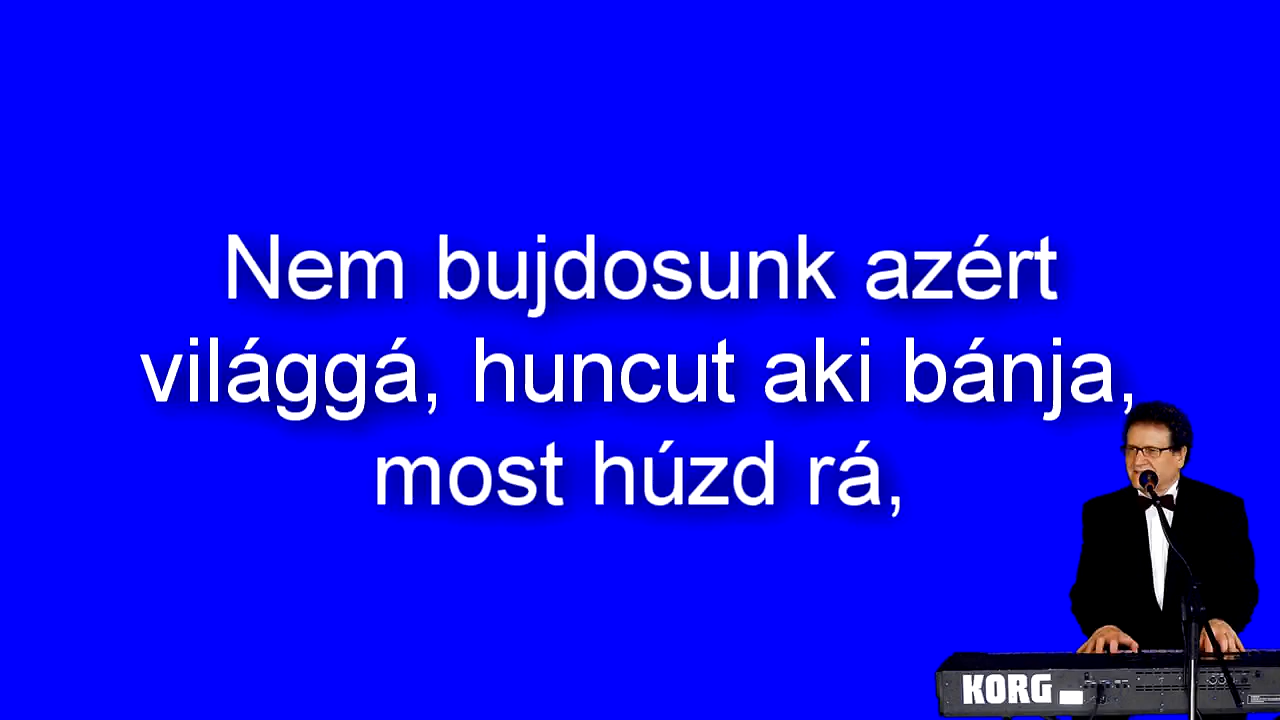 Nem bujdosunk azért
világgá, huncut aki bánja,
most húzd rá,
KORG